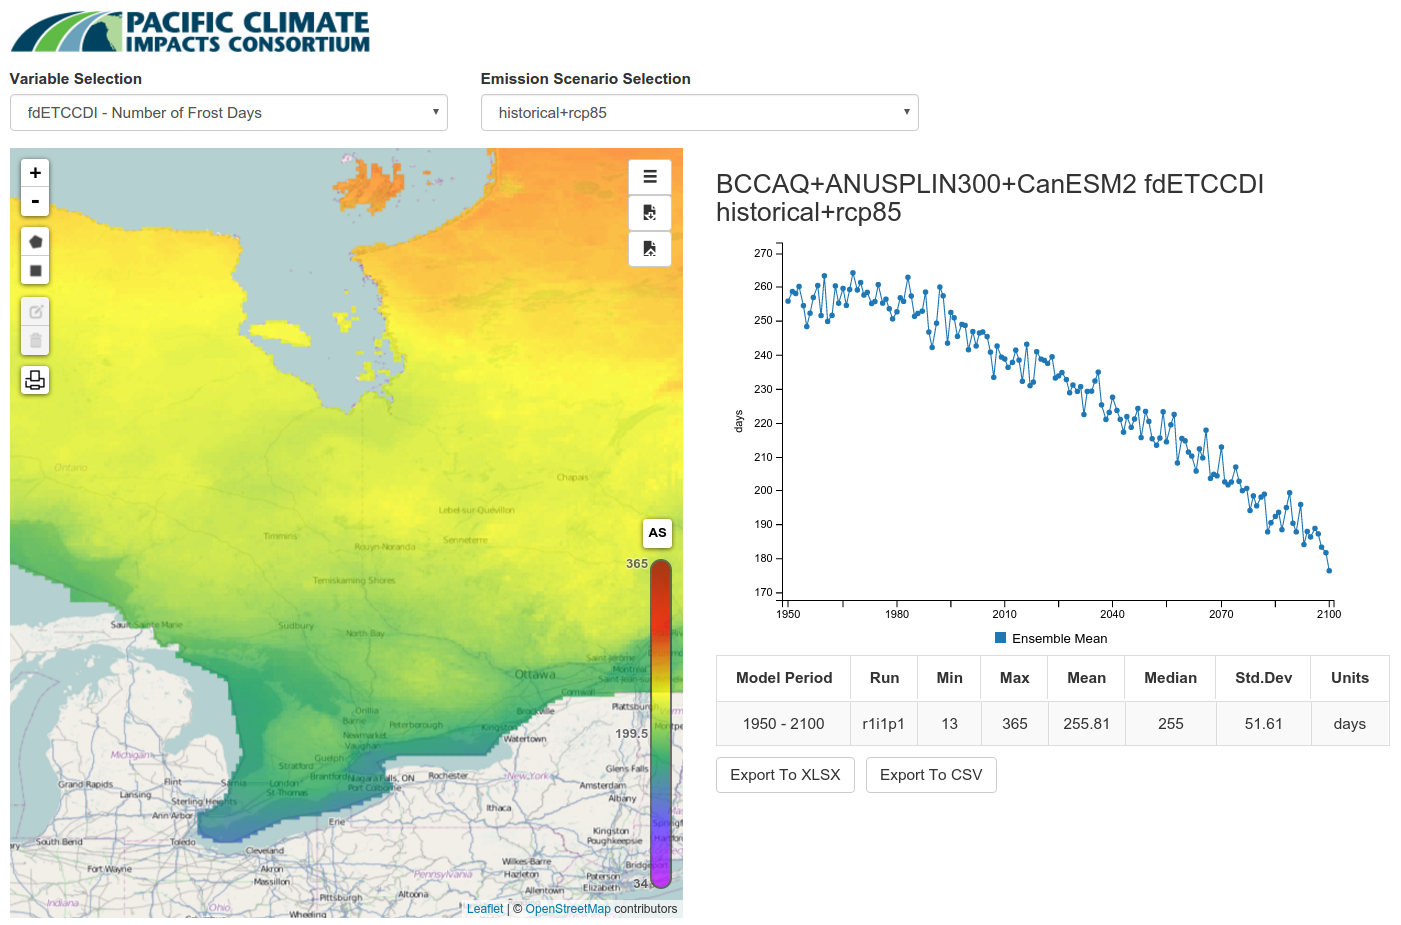 PACIFIC CLIMATE
IMPACTS CONSORTIUM
Variable Selection
fdETCCDI - Number of Frost Days
Emission Scenario Selection
historical+rcp85
+
-
AS
365
199.5
34
Ontario
Chapais
Lebel-sur-Quévillon
Timmins
Rouyn-Noranda
Senneterre
Temiskaming Shores
Sault Sainte Marie
Sudbury
North Bay
Saint-Jérôme
Montréal
Saint-Jean-sur-
Ottawa
Cornwall
Orillia
Barrie
Peterborough
Kingston
Brockville
Plattsburg
Newmarket
Vaughan
Watertown
Michigan
Guelph
Stratford
Brantford
Niagara Falls, ON
Rochester
New York
Glens Falls
Grand Rapids
Flint
Sarnia
London
St Thomas
Port Colborne
Amsterdam
Albany
Lansing
Sterling Heights
Ithaca
Ann Arbor
Erie
Kingston
Poughkeepsie
South Bend
Toledo
Cleveland
Fort Wayne
Akron
Massillon
Pennsylvania
Wilkes-Barre
Hazleton
Paterson
Elizabeth
Altoona
Allentown
Pittsburgh
Indiana
Ohio
Wheeling
Leaflet | © OpenStreetMap contributors
BCCAQ+ANUSPLIN300+CanESM2 fdETCCDI
historical+rcp85
270
260
250
240
230
220
210
200
190
180
170
days
1950 1980 2010 2040 2070 2100
Ensemble Mean
Model Period Run Min Max Mean Median Std.Dev Units
1950 - 2100 r1i1p1 13 365 255.81 255 51.61 days
Export To XLSX Export To CSV